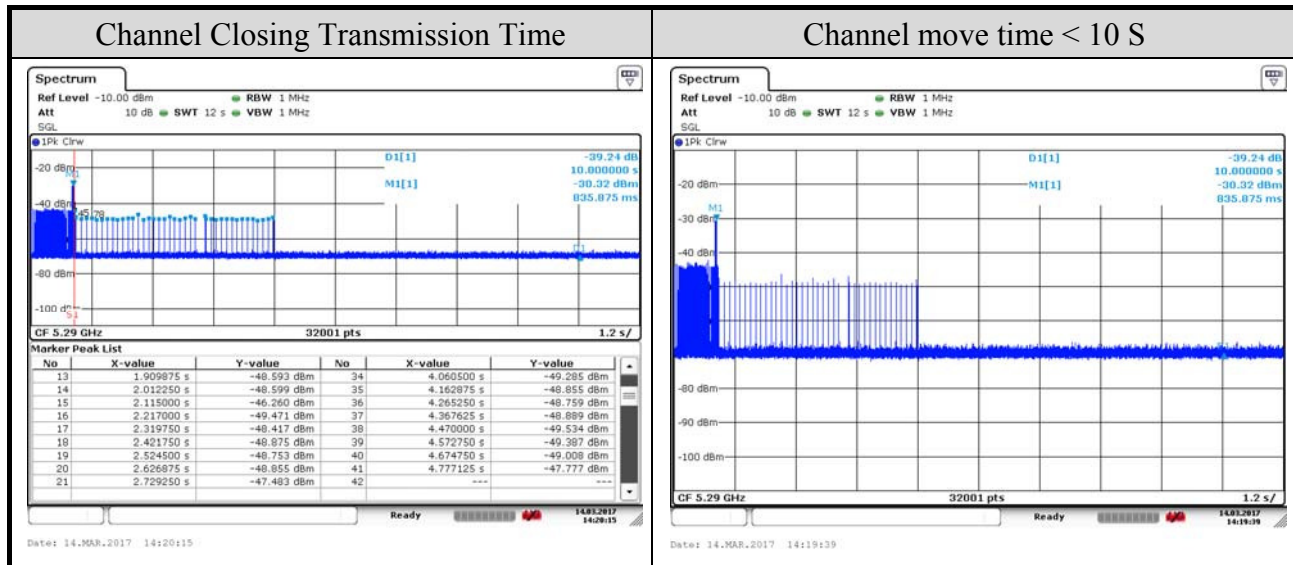 Channel Closing Transmission Time
Channel move time < 10 S
Spectrum
Ref Level -10.00 dBm RBW 1 MHz
Att 10 dB SWT 12 s VBW 1 MHz
SGL
1Pk Clrw
D1[1] -39.24 dB
10.000000 s
M1[1] -30.32 dBm
835.875 ms
-20 dBm
M1
-40 dBm
-45.78
-80 dBm
CF 5.29 GHz 32001 pts 1.2 s/
Marker Peak List
No X-value Y-value No X-value Y-value
13 1.909875 s -48.593 dBm 34 4.060500 s -49.285 dBm
14 2.012250 s -48.599 dBm 35 4.162875 s -48.855 dBm
15 2.115000 s -46.260 dBm 36 4.265250 s -48.759 dBm
16 2.217000 s -49.471 dBm 37 4.367625 s -48.889 dBm
17 2.319750 s -48.417 dBm 38 4.470000 s -49.534 dBm
18 2.421750 s -48.875 dBm 39 4.572750 s -49.387 dBm
19 2.524500 s -48.753 dBm 40 4.674750 s -49.008 dBm
20 2.626875 s -48.855 dBm 41 4.777125 s -47.777 dBm
21 2.729250 s -47.483 dBm 42 --- ---
Ready 14.03.2017
14:20:15
Date: 14.MAR.2017 14:20:15
Spectrum
Ref Level -10.00 dBm RBW 1 MHz
Att 10 dB SWT 12 s VBW 1 MHz
SGL
1Pk Clrw
D1[1] -39.24 dB
10.000000 s
-20 dBm M1[1] -30.32 dBm
835.875 ms
M1
-30 dBm
-40 dBm
-80 dBm
-90 dBm
-100 dBm
CF 5.29 GHz 32001 pts 1.2 s/
Ready 14.03.2017
14:19:39
Date: 14.MAR.2017 14:19:39